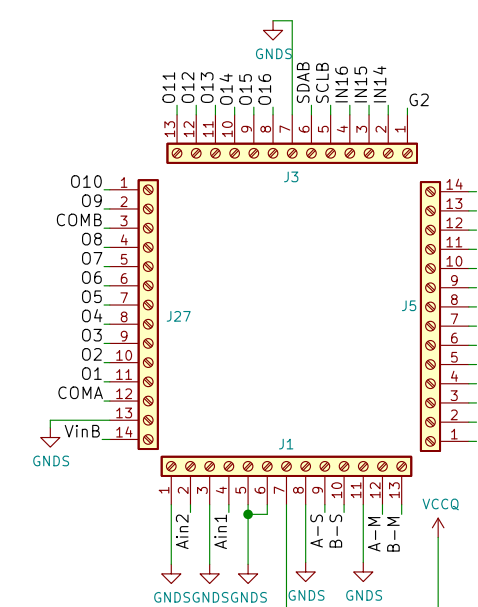 GNDS
O11 O12 O13 O14 O15 O16 SDAB SCLB IN16 IN15 IN14 G2
13 12 11 10 9 8 7 6 5 4 3 2 1
J3
O10 1
O9 2
COMB 3
O8 4
O7 5
O6 6
O5 7
O4 8
O3 9
O2 10
O1 11
COMA 12
13
VinB 14
GNDS
J27
14
13
12
11
10
9
8
7
6
5
4
3
2
1
J5
J1
1 2 3 4 5 6 7 8 9 10 11 12 13
Ain2 Ain1 A-S B-S A-M B-M
VCCQ
GNDS GNDS GNDS GNDS GNDS